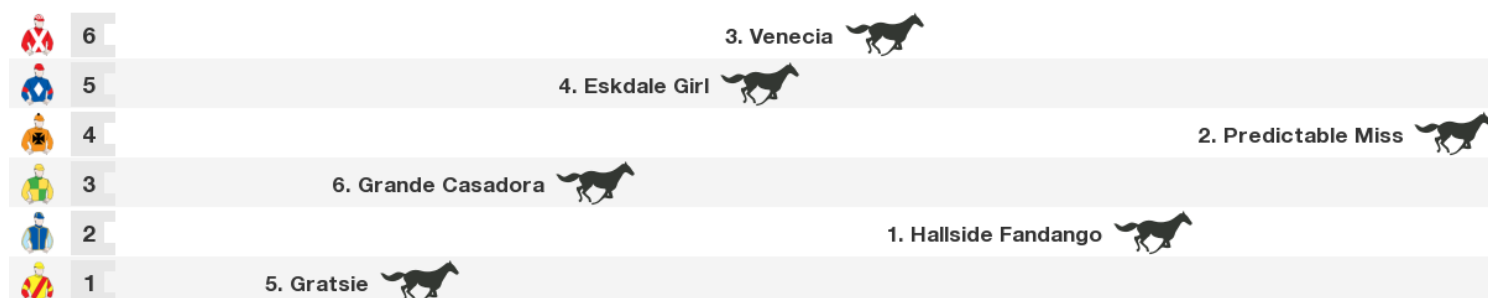 6 3. Venecia
5 4. Eskdale Girl
4 2. Predictable Miss
3 6. Grande Casadora
2 1. Hallside Fandango
1 5. Gratsie